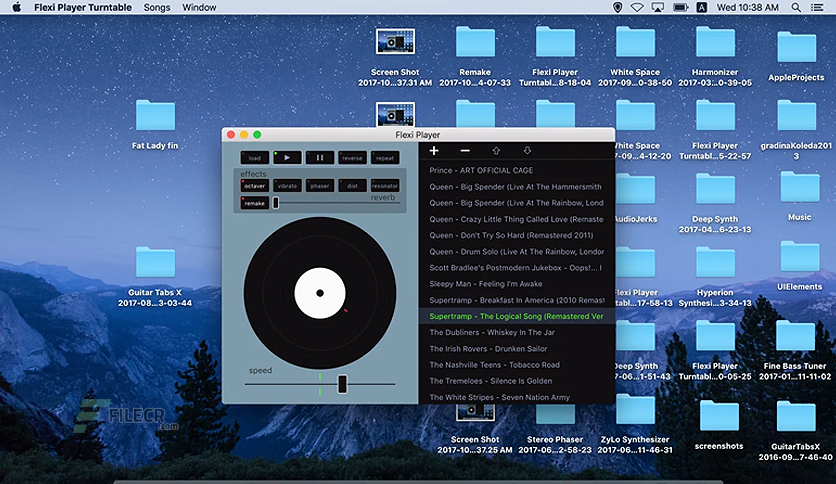 Flexi Player Turntable Songs Window
Wed 10:38 AM
Screen Shot
2017-10...37.31 AM
Remake
2017-10...4-07-33
Flexi Player
Turntabl...8-18-04
White Space
2017-09...0-38-50
Harmonizer
2017-03...0-39-05
AppleProjects
Fat Lady fin
White Space
-09...4-12-20
Flexi Player
Turntabl...5-22-57
gradinaKoleda201
3
Flexi Player
load
reverse
repeat
effects
octaver
vibrato
phaser
dist
resonator
remake
reverb
speed
Prince - ART OFFICIAL CAGE
Queen - Big Spender (Live At The Hammersmith
Queen - Big Spender (Live At The Rainbow, Lond
Queen - Crazy Little Thing Called Love (Remaste
Queen - Don't Try So Hard (Remastered 2011)
Queen - Drum Solo (Live At The Rainbow, London
Scott Bradlee's Postmodern Jukebox - Oops!... I
Sleepy Man - Feeling I'm Awake
Supertramp - Breakfast In America (2010 Remast
Supertramp - The Logical Song (Remastered Ver
The Dubliners - Whiskey In The Jar
The Irish Rovers - Drunken Sailor
The Nashville Teens - Tobacco Road
The Tremeloes - Silence Is Golden
The White Stripes - Seven Nation Army
AudioJerks
Deep Synth
2017-04...6-23-13
Music
Guitar Tabs X
2017-08...3-03-44
Flexi Player
Turntabl...17-58-13
Hyperion
Synthesi...3-34-13
UIElements
Deep Synth
2017-06...1-51-43
Flexi Player
Turntabl...0-05-25
Fine Bass Tuner
2017-01...11-11-02
FILECR
.com
Screen Shot
2017-10...37.25 AM
Stereo Phaser
2017-06...2-58-23
ZyLo Synthesizer
2017-06...11-46-31
screenshots
GuitarTabsX
2016-09...7-46-40